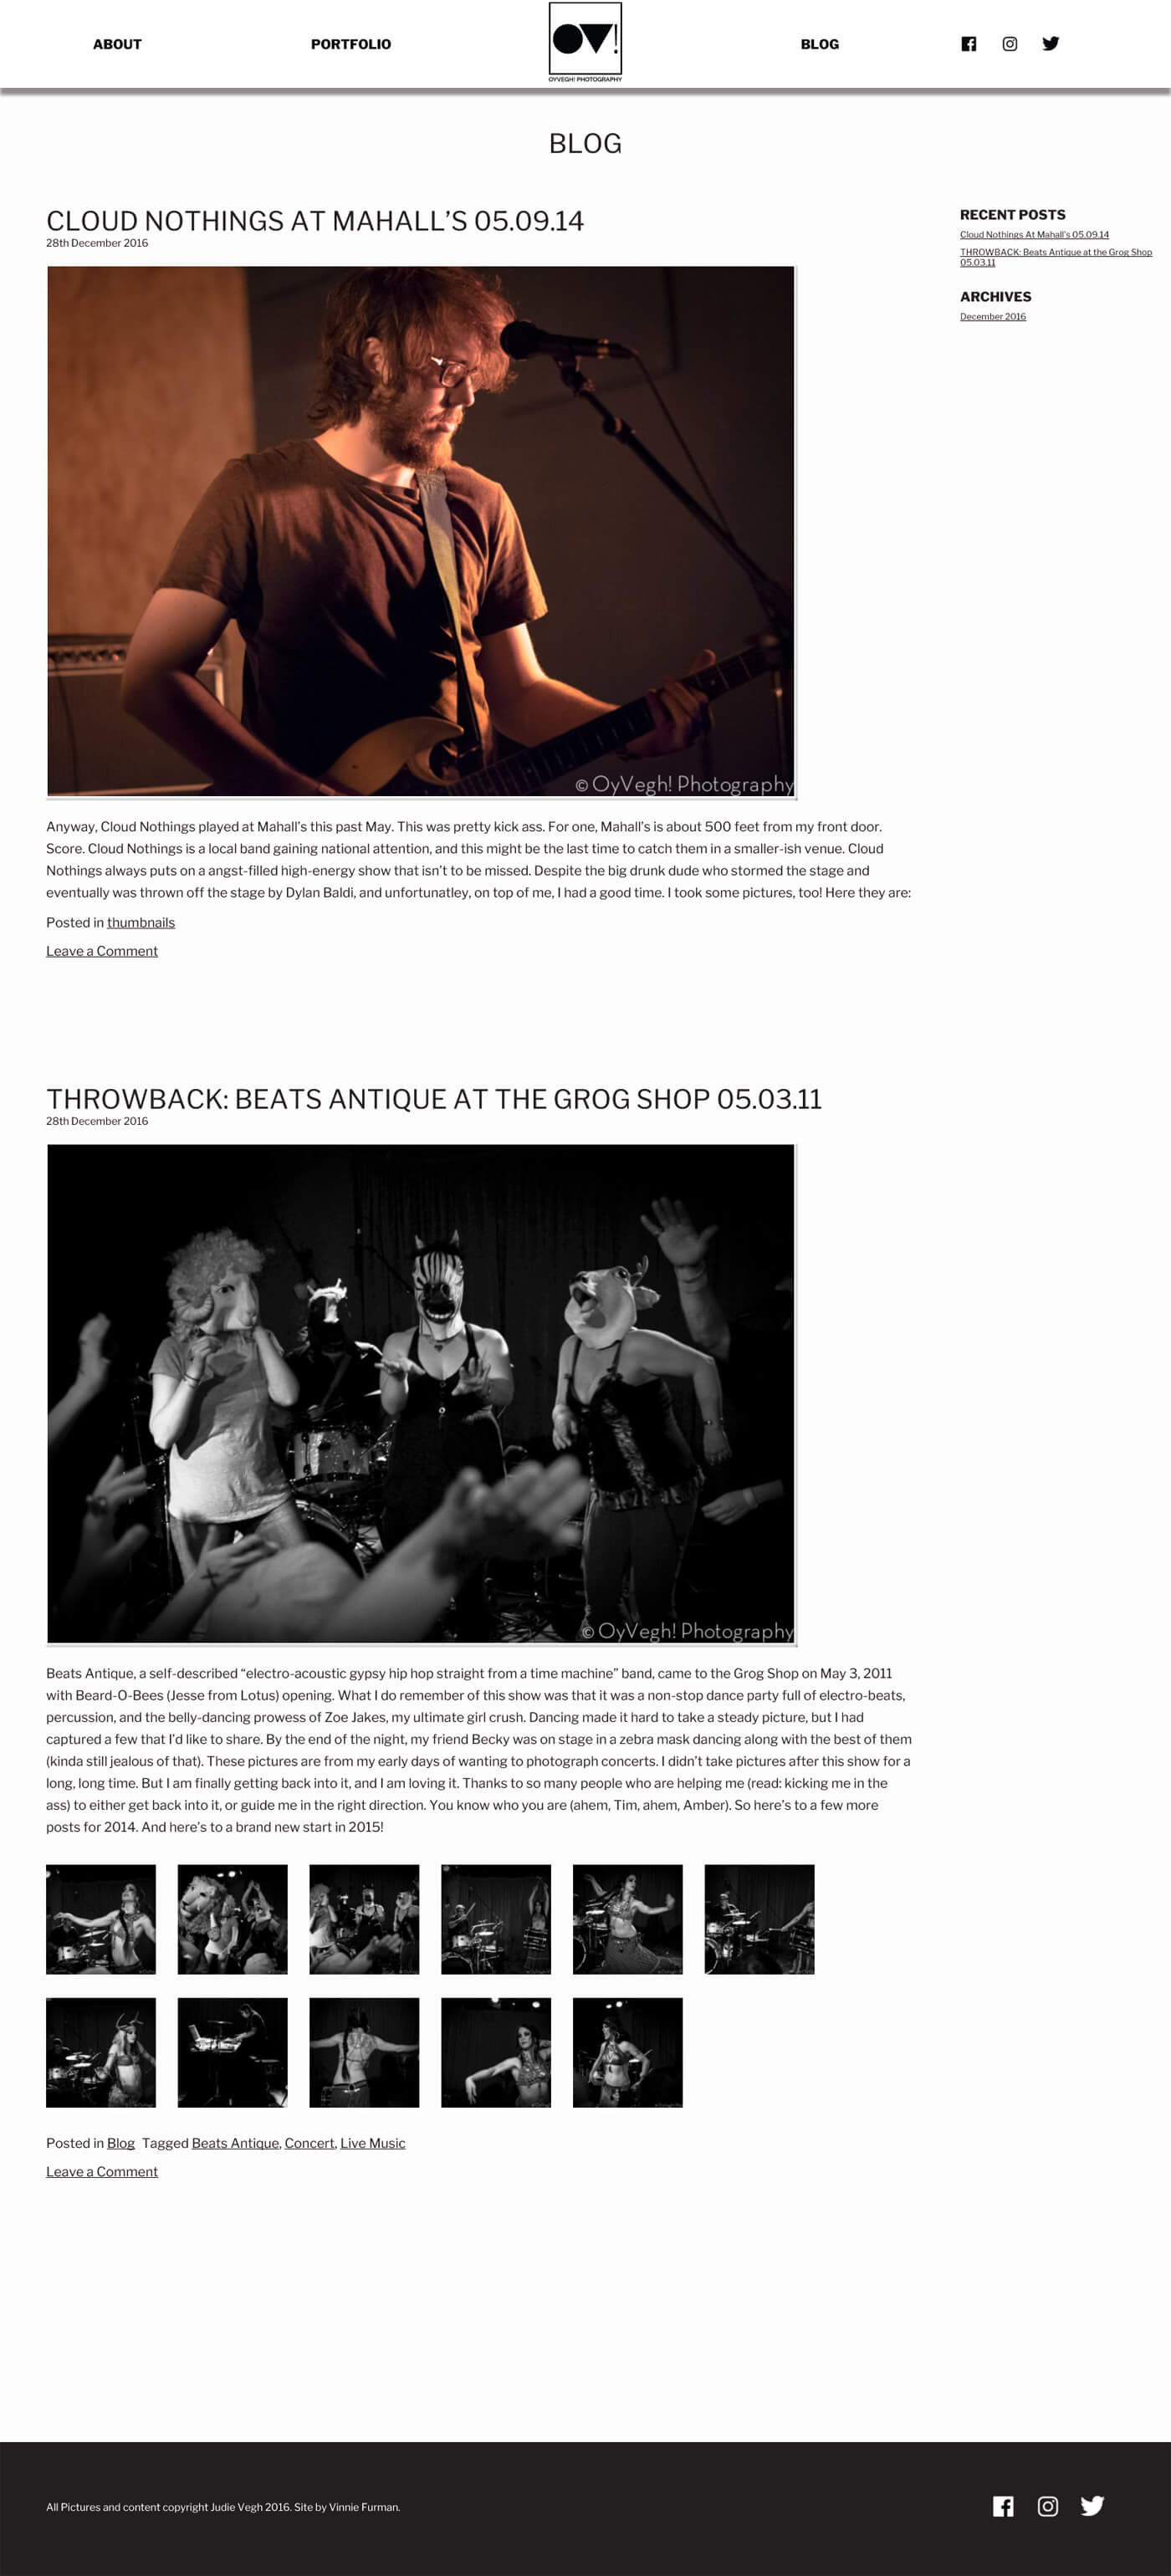 ABOUT
PORTFOLIO
OV!
OYVEGH! PHOTOGRAPHY
BLOG
BLOG
CLOUD NOTHINGS AT MAHALL’S 05.09.14
28th December 2016
© OyVegh! Photography
Anyway, Cloud Nothings played at Mahall’s this past May. This was pretty kick ass. For one, Mahall’s is about 500 feet from my front door.
Score. Cloud Nothings is a local band gaining national attention, and this might be the last time to catch them in a smaller-ish venue. Cloud
Nothings always puts on a angst-filled high-energy show that isn’t to be missed. Despite the big drunk dude who stormed the stage and
eventually was thrown off the stage by Dylan Baldi, and unfortunatley, on top of me, I had a good time. I took some pictures, too! Here they are:
Posted in thumbnails
Leave a Comment
RECENT POSTS
Cloud Nothings At Mahall’s 05.09.14
THROWBACK: Beats Antique at the Grog Shop
05.03.11
ARCHIVES
December 2016
THROWBACK: BEATS ANTIQUE AT THE GROG SHOP 05.03.11
28th December 2016
© OyVegh! Photography
Beats Antique, a self-described “electro-acoustic gypsy hip hop straight from a time machine” band, came to the Grog Shop on May 3, 2011
with Beard-O-Bees (Jesse from Lotus) opening. What I do remember of this show was that it was a non-stop dance party full of electro-beats,
percussion, and the belly-dancing prowess of Zoe Jakes, my ultimate girl crush. Dancing made it hard to take a steady picture, but I had
captured a few that I’d like to share. By the end of the night, my friend Becky was on stage in a zebra mask dancing along with the best of them
(kinda still jealous of that). These pictures are from my early days of wanting to photograph concerts. I didn’t take pictures after this show for a
long, long time. But I am finally getting back into it, and I am loving it. Thanks to so many people who are helping me (read: kicking me in the
ass) to either get back into it, or guide me in the right direction. You know who you are (ahem, Tim, ahem, Amber). So here’s to a few more
posts for 2014. And here’s to a brand new start in 2015!
Posted in Blog Tagged Beats Antique, Concert, Live Music
Leave a Comment
All Pictures and content copyright Judie Vegh 2016. Site by Vinnie Furman.